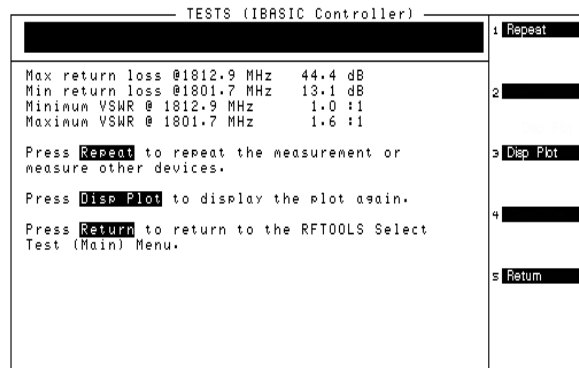 TESTS (IBASIC Controller)
Max return loss @1812.9 MHz 44.4 dB
Min return loss @1801.7 MHz 13.1 dB
Minimum VSWR @ 1812.9 MHz 1.0 :1
Maximum VSWR @ 1801.7 MHz 1.6 :1
Press Repeat to repeat the measurement or
measure other devices.
Press Disp Plot to display the plot again.
Press Return to return to the RFTOOLS Select
Test (Main) Menu.
1 Repeat
2
3 Disp Plot
4
5 Return